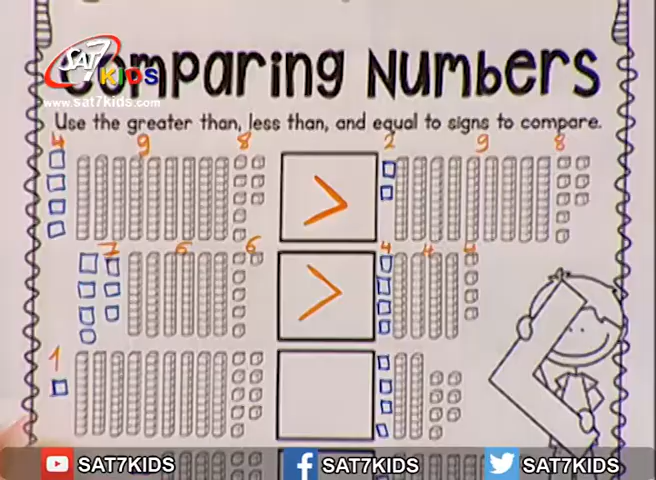 SAT7 KIDS
www.sat7kids.com
Comparing Numbers
Use the greater than, less than, and equal to signs to compare.
4 9 8 > 2 9 8
7 6 6 > 4 4 4
1
SAT7KIDS SAT7KIDS SAT7KIDS